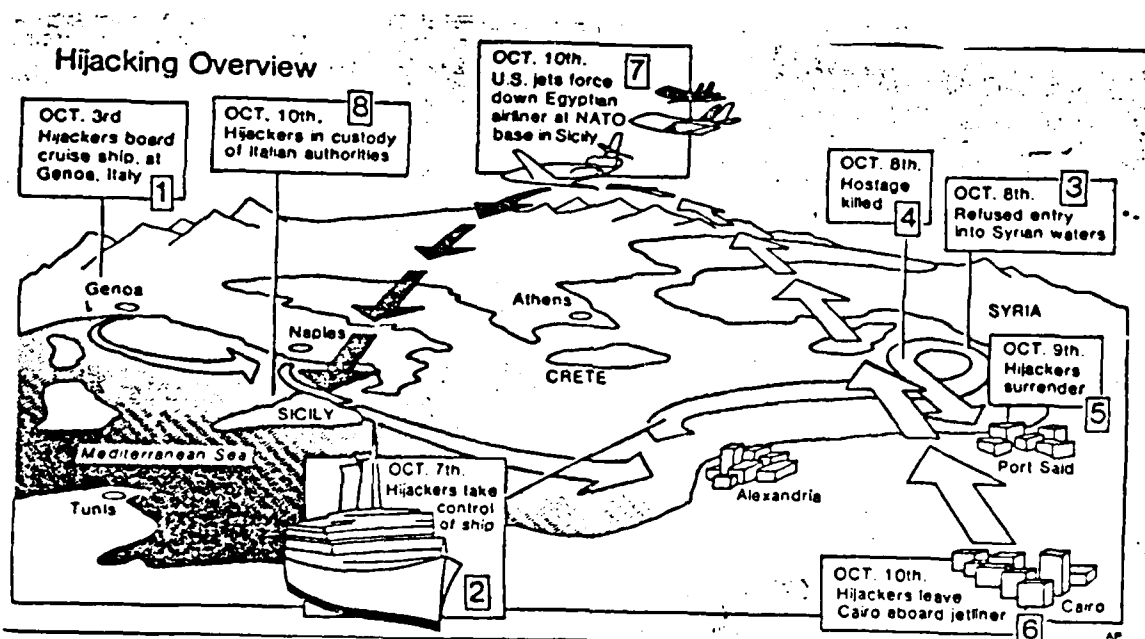 Hijacking Overview
OCT. 3rd
Hijackers board
cruise ship, at
Genoa, Italy
1
OCT. 10th.
Hijackers in custody
of Italian authorities
8
OCT. 10th.
U.S. jets force
down Egyptian
airliner at NATO
base in Sicily
7
OCT. 8th.
Hostage
killed
4
OCT. 8th.
Refused entry
into Syrian waters
3
Genoa
Naples
Athens
SYRIA
CRETE
SICILY
OCT. 9th.
Hijackers
surrender
5
Mediterranean Sea
Tunis
OCT. 7th.
Hijackers take
control
of ship
2
Alexandria
Port Said
OCT. 10th.
Hijackers leave
Cairo aboard jetliner
6
Cairo
AP